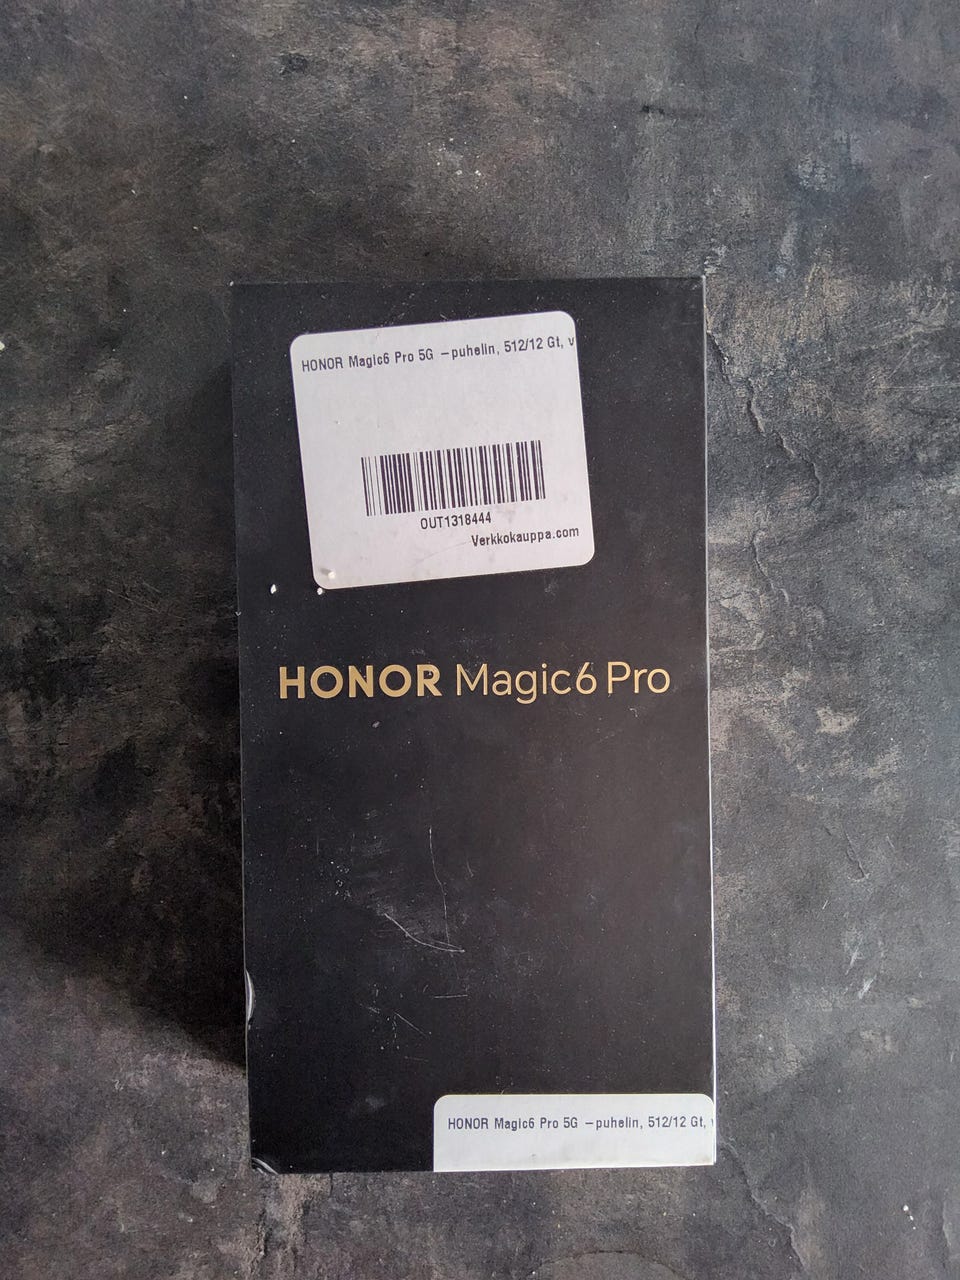 HONOR Magic6 Pro 5G –puhelin, 512/12 Gt, v
OUT1318444
Verkkokauppa.com
HONOR Magic6 Pro
HONOR Magic6 Pro 5G –puhelin, 512/12 Gt,